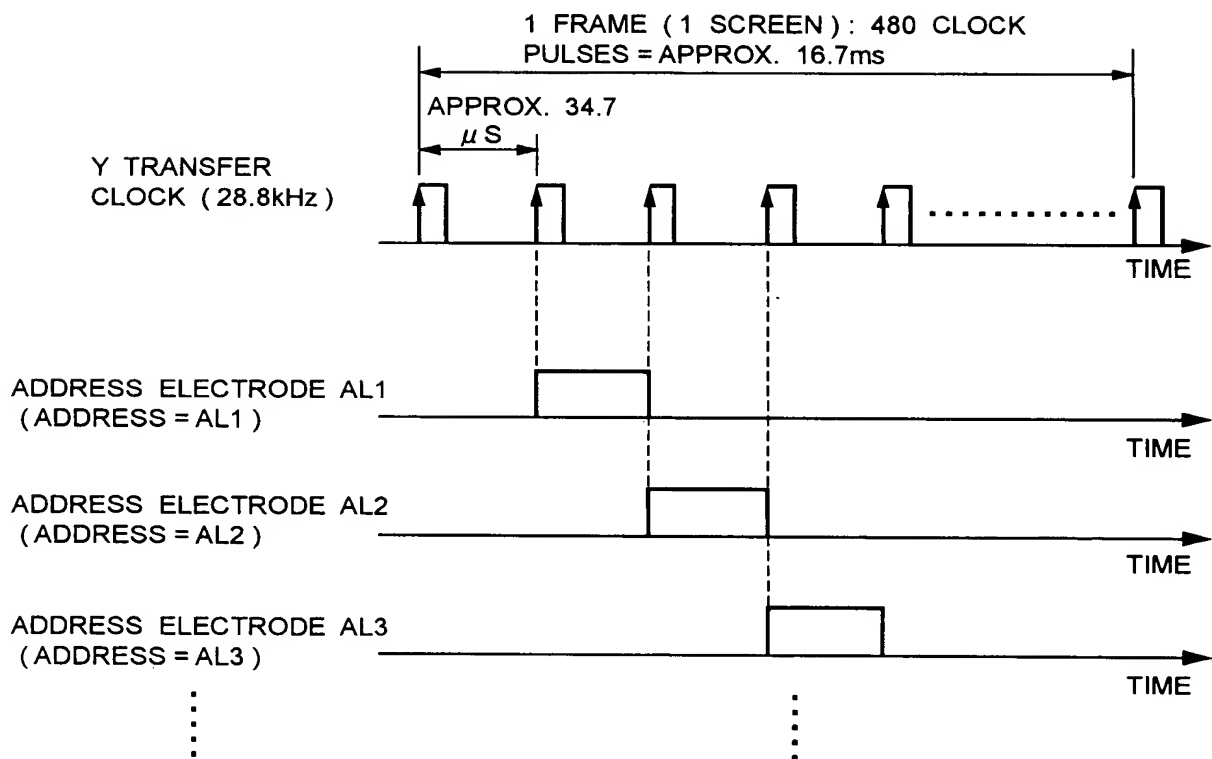 1 FRAME ( 1 SCREEN ) : 480 CLOCK
PULSES = APPROX. 16.7ms
APPROX. 34.7
μ S
Y TRANSFER
CLOCK ( 28.8kHz )
TIME
ADDRESS ELECTRODE AL1
( ADDRESS = AL1 )
TIME
ADDRESS ELECTRODE AL2
( ADDRESS = AL2 )
TIME
ADDRESS ELECTRODE AL3
( ADDRESS = AL3 )
TIME